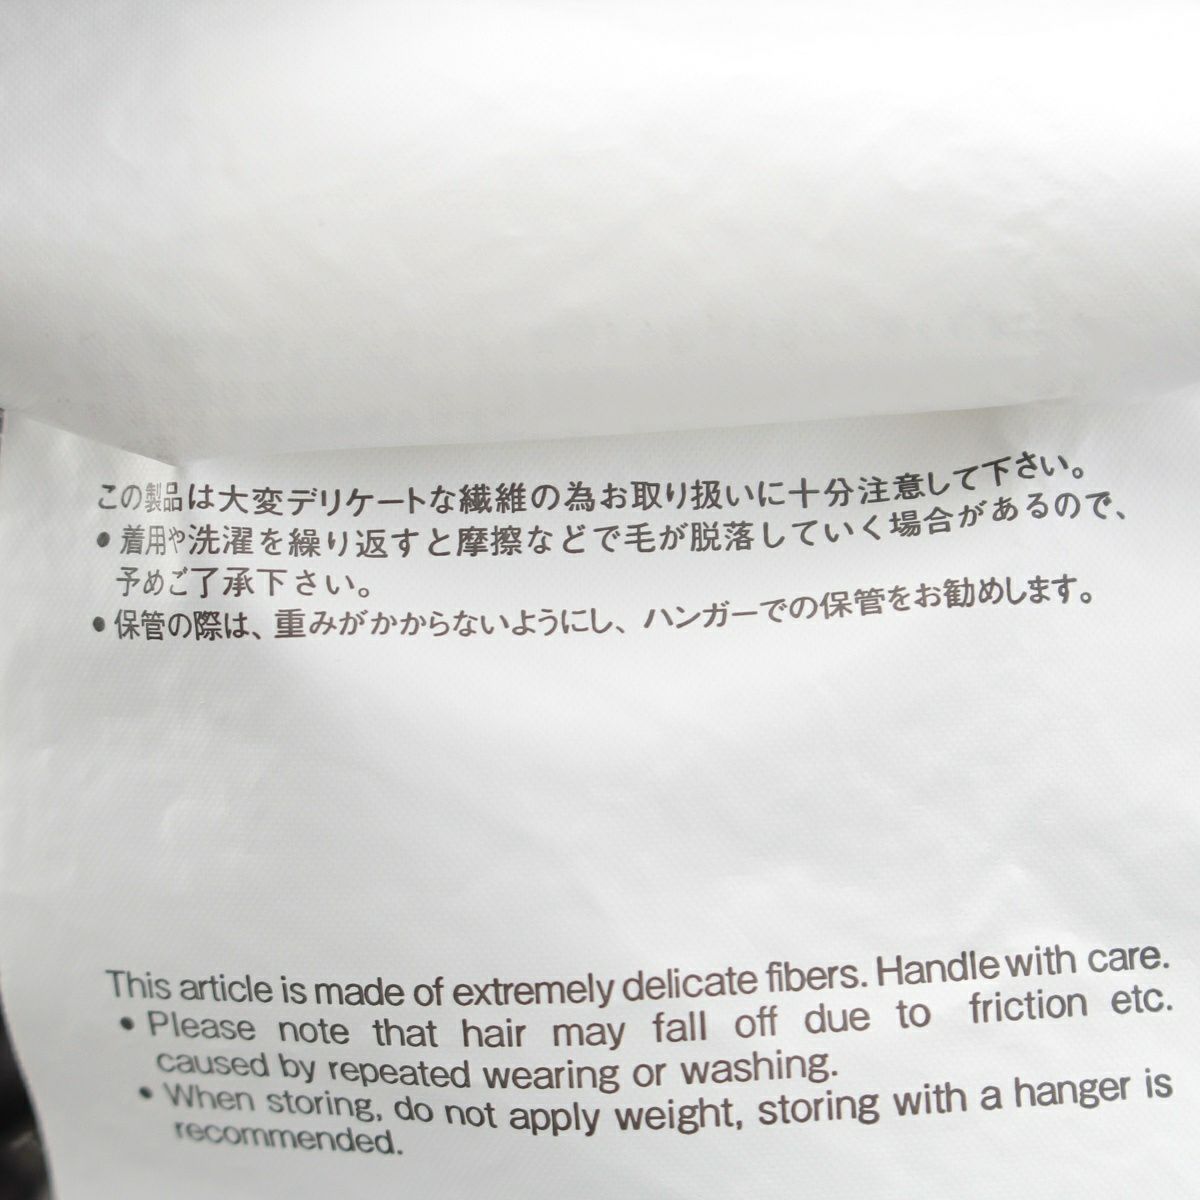 この製品は大変デリケートな繊維の為お取り扱いに十分注意して下さい。
●着用や洗濯を繰り返すと摩擦などで毛が脱落していく場合があるので、
予めご了承下さい。
●保管の際は、重みがかからないようにし、ハンガーでの保管をお勧めします。
This article is made of extremely delicate fibers. Handle with care.
●Please note that hair may fall off due to friction etc.
caused by repeated wearing or washing.
●When storing, do not apply weight, storing with a hanger is
recommended.